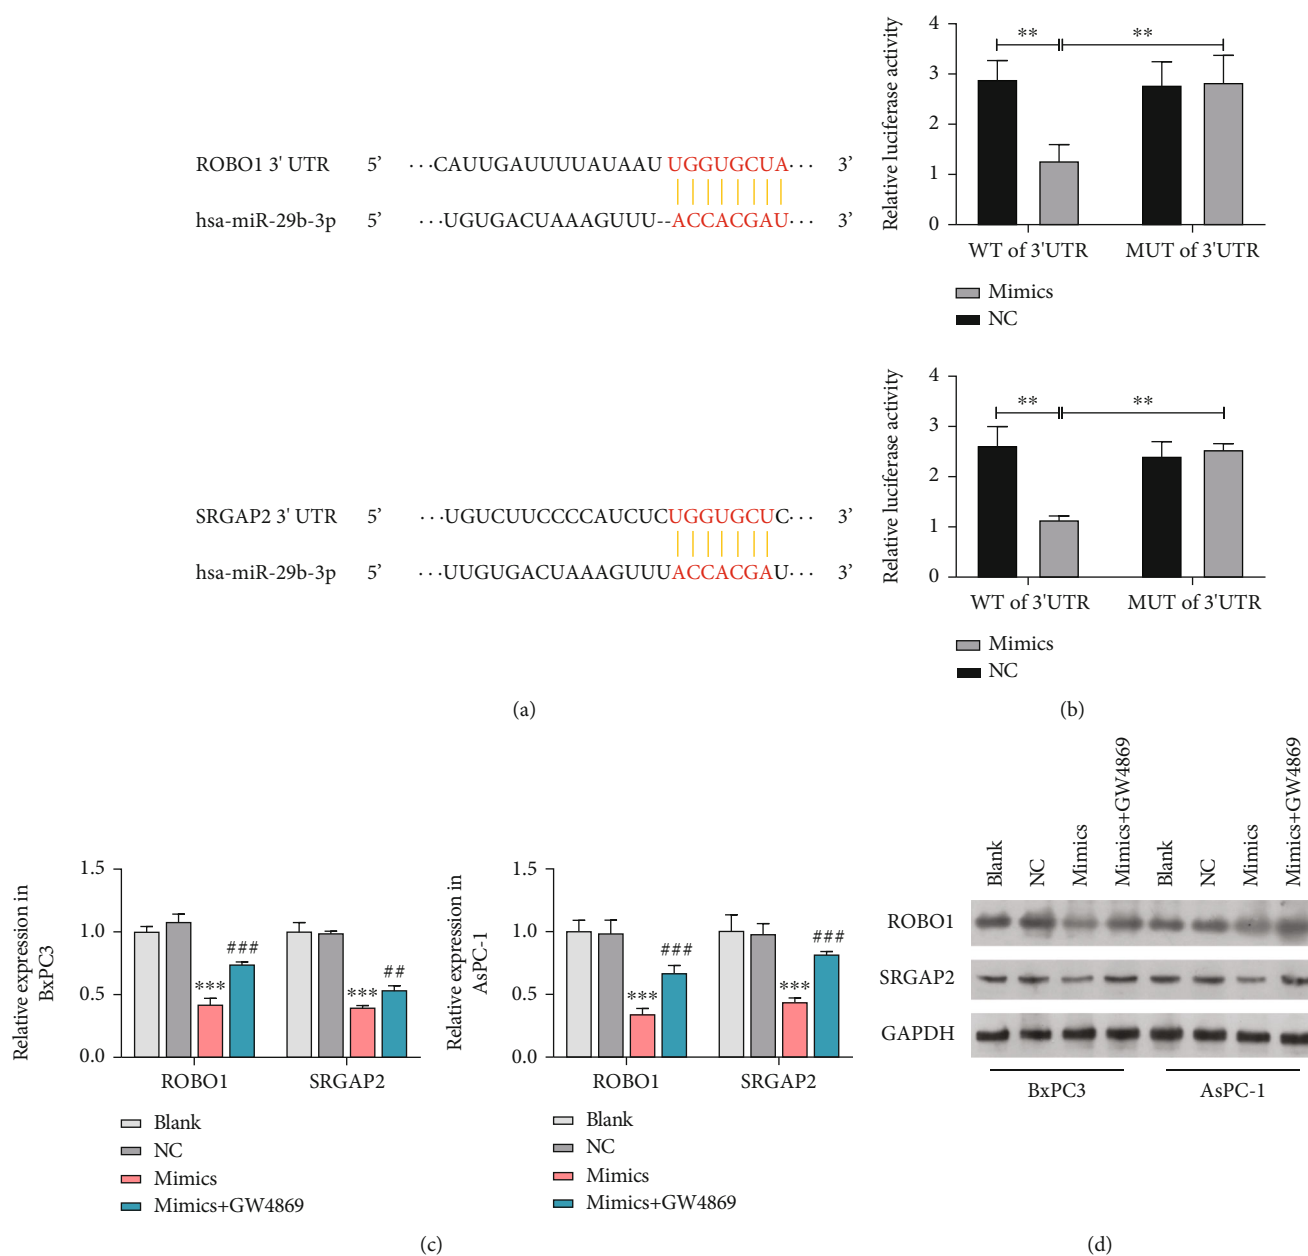 ROBO1 3' UTR 5’ ···CAUUGAUUUUAUAAU UGGUGCUA··· 3’
hsa-miR-29b-3p 5’ ···UGUGACUAAAGUUU--ACCACGAU··· 3’
SRGAP2 3' UTR 5’ ···UGUCUUCCCCAUCUCUGGUGCUC··· 3’
hsa-miR-29b-3p 5’ ···UUGUGACUAAAGUUUACCACGAU··· 3’
(a)
Relative luciferase activity
4
3
2
1
0
** **
WT of 3'UTR MUT of 3'UTR
Mimics
NC
Relative luciferase activity
4
3
2
1
0
** **
WT of 3'UTR MUT of 3'UTR
Mimics
NC
(b)
Relative expression in
BxPC3
1.5
1.0
0.5
0.0
*** ### *** ##
ROBO1 SRGAP2
Blank
NC
Mimics
Mimics+GW4869
Relative expression in
AsPC-1
1.5
1.0
0.5
0.0
*** ### *** ###
ROBO1 SRGAP2
Blank
NC
Mimics
Mimics+GW4869
(c)
Blank NC Mimics Mimics+GW4869 Blank NC Mimics Mimics+GW4869
ROBO1
SRGAP2
GAPDH
BxPC3 AsPC-1
(d)